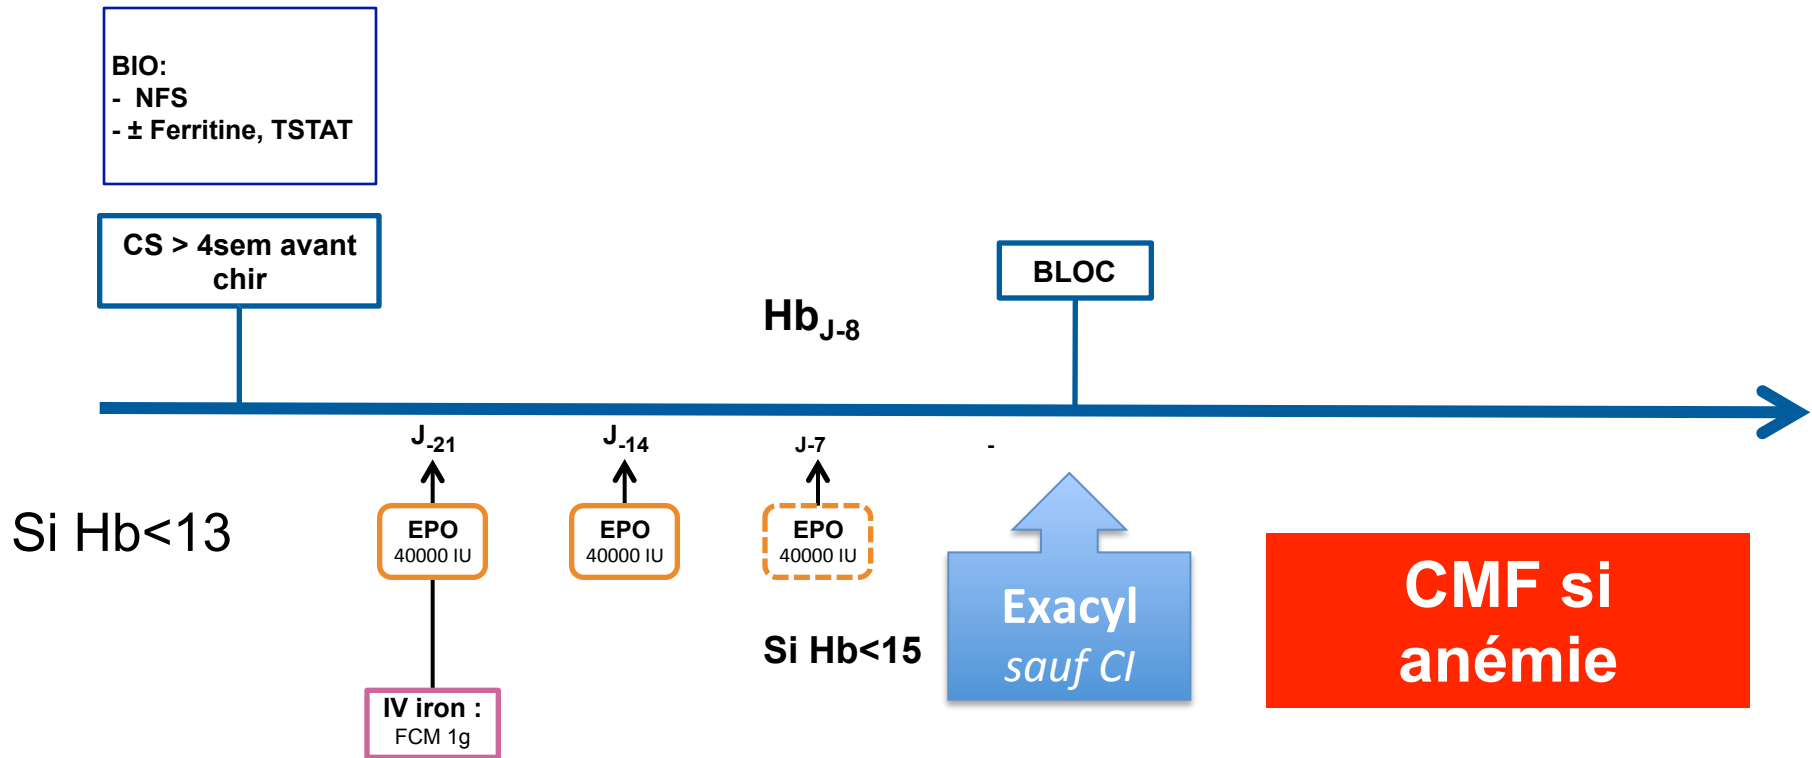 BIO:
- NFS
- ± Ferritine, TSTAT
CS > 4sem avant
chir
BLOC
Hb J-8
J-21
J-14
J-7
-
Si Hb<13
EPO
40000 IU
EPO
40000 IU
EPO
40000 IU
Si Hb<15
Exacyl
sauf CI
CMF si
anémie
IV iron :
FCM 1g